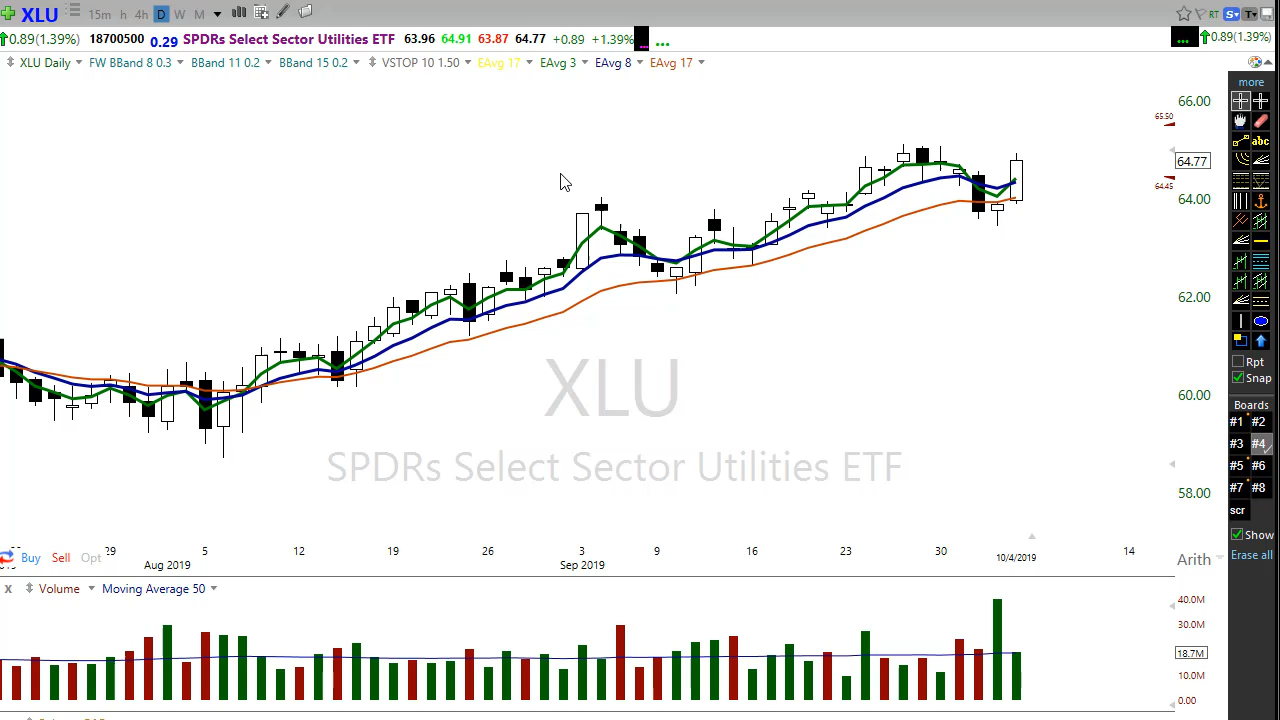 XLU 15m h 4h D W M RT S T
0.89(1.39%) 18700500 0.29 SPDRs Select Sector Utilities ETF 63.96 64.91 63.87 64.77 +0.89 +1.39% ... ... 0.89(1.39%)
XLU Daily FW BBand 8 0.3 BBand 11 0.2 BBand 15 0.2 VSTOP 10 1.50 EAvg 17 EAvg 3 EAvg 8 EAvg 17
more
66.00
65.50
abc
64.77
64.45
64.00
62.00
Rpt
Snap
XLU
60.00
Boards
#1 #2
#3 #4
SPDRs Select Sector Utilities ETF
#5 #6
#7 #8
58.00
scr
Show
Buy Sell Opt
29 5 12 19 26 3 9 16 23 30 10/4/2019 14
Aug 2019 Sep 2019
Arith
Erase all
X Volume Moving Average 50
40.0M
30.0M
18.7M
10.0M
0.00